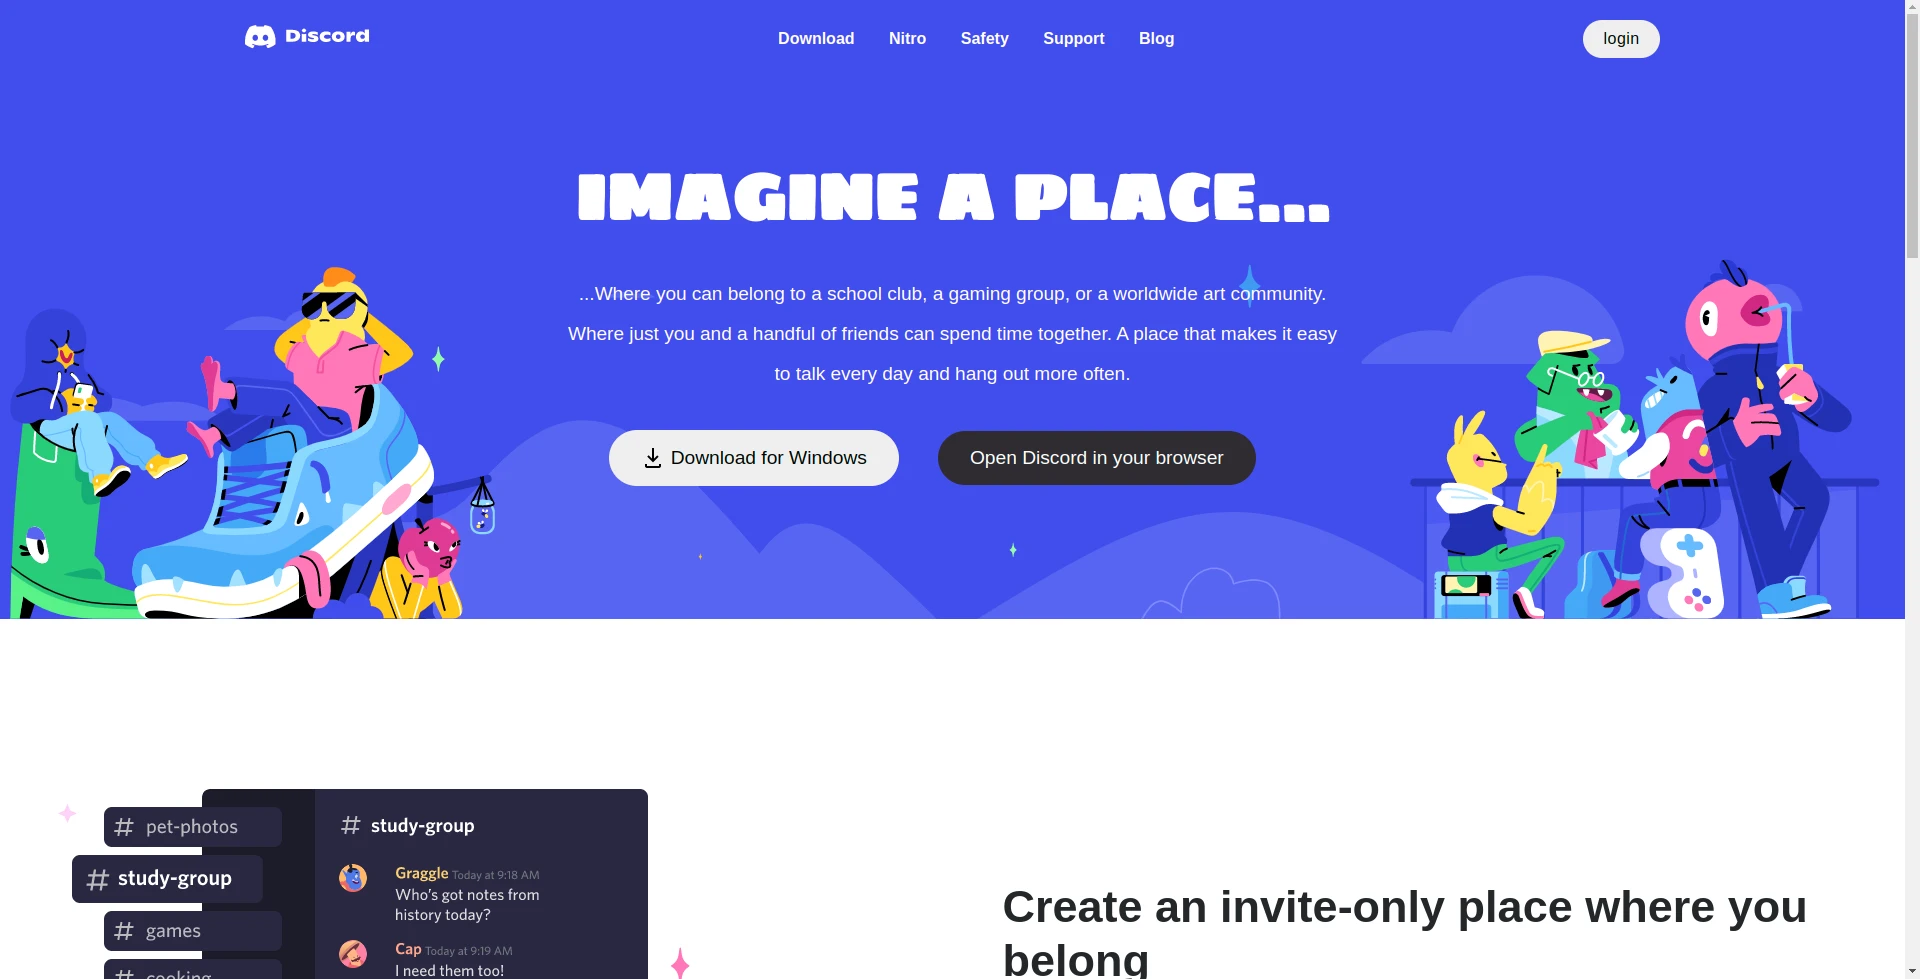 Discord
Download
Nitro
Safety
Support
Blog
login
IMAGINE A PLACE...
...Where you can belong to a school club, a gaming group, or a worldwide art community.
Where just you and a handful of friends can spend time together. A place that makes it easy
to talk every day and hang out more often.
Download for Windows
Open Discord in your browser
# pet-photos
# study-group
# games
# cooking
# study-group
Graggle Today at 9:18 AM
Who's got notes from
history today?
Cap Today at 9:19 AM
I need them too!
Create an invite-only place where you
belong